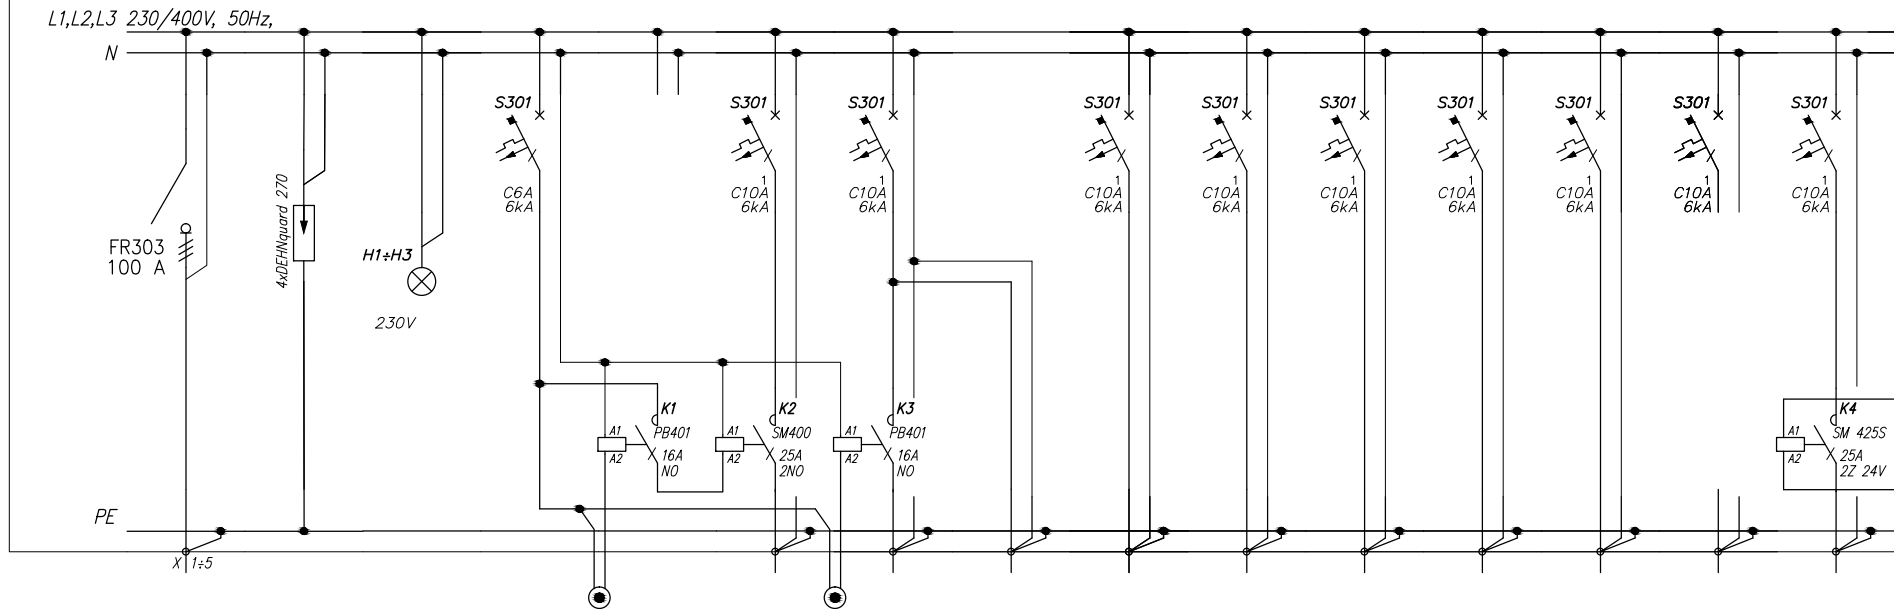 L1,L2,L3 230/400V, 50Hz,
N
S301
S301
S301
S301
S301
S301
S301
S301
S301
S301
C6A
6kA
1
C10A
6kA
1
C10A
6kA
1
C10A
6kA
1
C10A
6kA
1
C10A
6kA
1
C10A
6kA
1
C10A
6kA
1
C10A
6kA
1
C10A
6kA
FR303
100 A
4xDEHNquard 270
H1÷H3
230V
A1
A2
K1
PB401
16A
NO
A1
A2
K2
SM400
25A
2NO
A1
A2
K3
PB401
16A
NO
A1
A2
K4
SM 425S
25A
2Z 24V
PE
X 1÷5